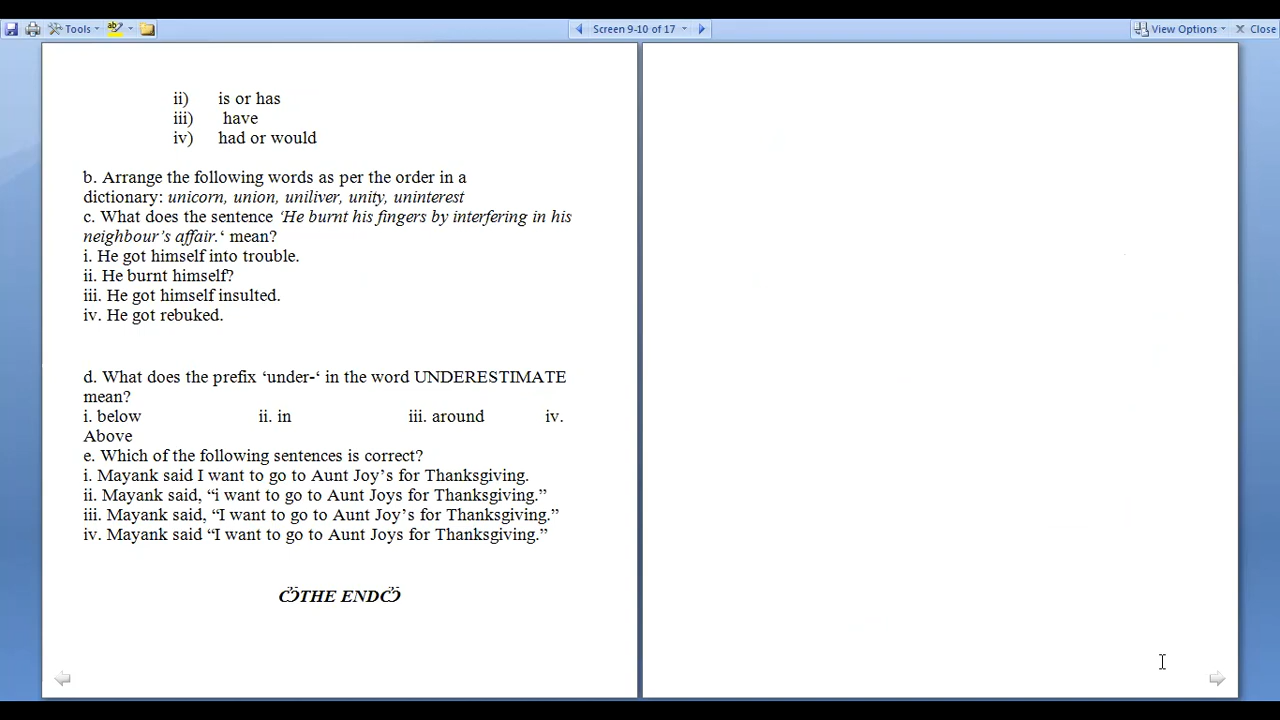 Tools
Screen 9-10 of 17
View Options
Close
ii) is or has
iii) have
iv) had or would
b. Arrange the following words as per the order in a
dictionary: unicorn, union, uniliver, unity, uninterest
c. What does the sentence ‘He burnt his fingers by interfering in his
neighbour’s affair.‘ mean?
i. He got himself into trouble.
ii. He burnt himself?
iii. He got himself insulted.
iv. He got rebuked.
d. What does the prefix ‘under-‘ in the word UNDERESTIMATE
mean?
i. below ii. in iii. around iv.
Above
e. Which of the following sentences is correct?
i. Mayank said I want to go to Aunt Joy’s for Thanksgiving.
ii. Mayank said, “i want to go to Aunt Joys for Thanksgiving.”
iii. Mayank said, “I want to go to Aunt Joy’s for Thanksgiving.”
iv. Mayank said “I want to go to Aunt Joys for Thanksgiving.”
THE END